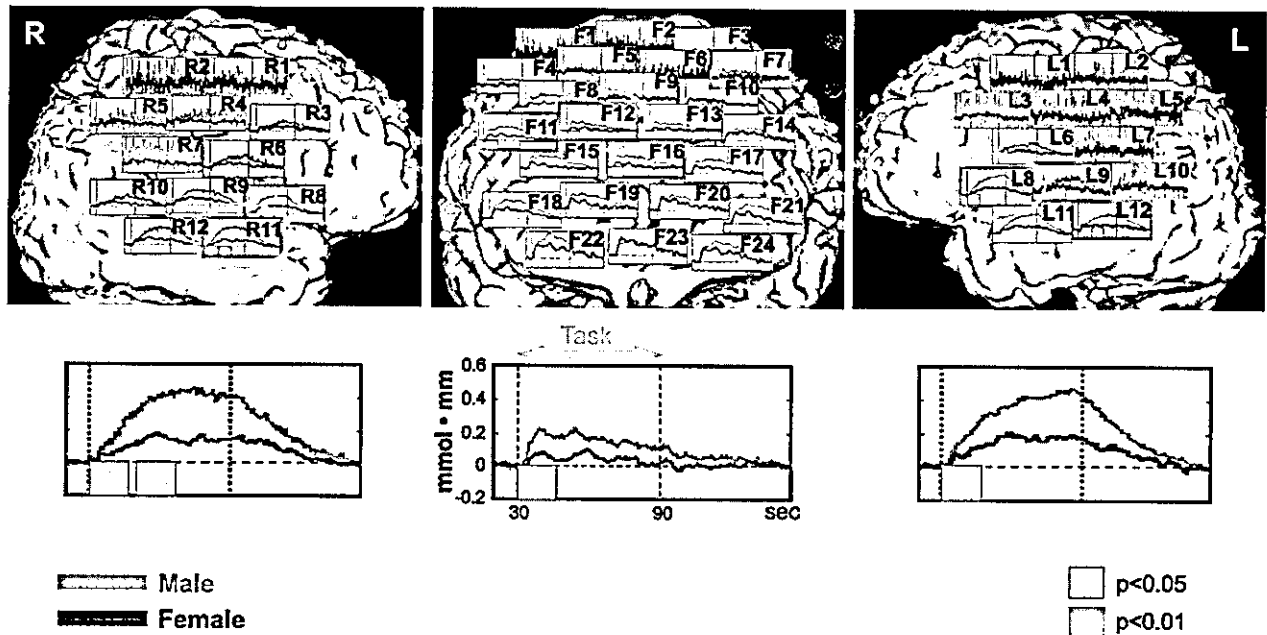 R
R2 R1
R5 R4 R3
R7 R6
R10 R9 R8
R12 R11
F1 F2 F3
F4 F5 F6 F7
F8 F9 F10
F11 F12 F13 F14
F15 F16 F17
F18 F19 F20 F21
F22 F23 F24
L
L1 L2
L3 L4 L5
L6 L7
L8 L9 L10
L11 L12
Task
mmol • mm
0.6
0.4
0.2
0
-0.2
30 90 sec
Male
Female
p<0.05
p<0.01